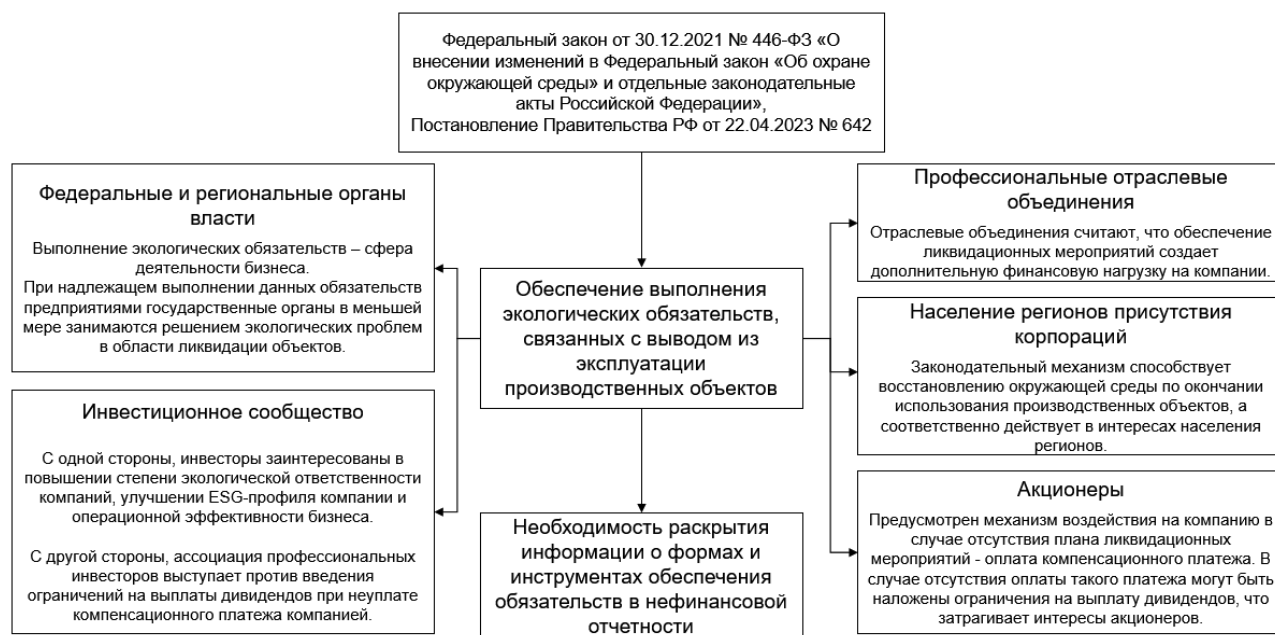 Федеральный закон от 30.12.2021 № 446-ФЗ «О
внесении изменений в Федеральный закон «Об охране
окружающей среды» и отдельные законодательные
акты Российской Федерации»,
Постановление Правительства РФ от 22.04.2023 № 642
Федеральные и региональные органы
власти
Выполнение экологических обязательств – сфера
деятельности бизнеса.
При надлежащем выполнении данных обязательств
предприятиями государственные органы в меньшей
мере занимаются решением экологических проблем
в области ликвидации объектов.
Инвестиционное сообщество
С одной стороны, инвесторы заинтересованы в
повышении степени экологической ответственности
компаний, улучшении ESG-профиля компании и
операционной эффективности бизнеса.
С другой стороны, ассоциация профессиональных
инвесторов выступает против введения
ограничений на выплаты дивидендов при неуплате
компенсационного платежа компанией.
Обеспечение выполнения
экологических обязательств,
связанных с выводом из
эксплуатации
производственных объектов
Необходимость раскрытия
информации о формах и
инструментах обеспечения
обязательств в нефинансовой
отчетности
Профессиональные отраслевые
объединения
Отраслевые объединения считают, что обеспечение
ликвидационных мероприятий создает
дополнительную финансовую нагрузку на компании.
Население регионов присутствия
корпораций
Законодательный механизм способствует
восстановлению окружающей среды по окончании
использования производственных объектов, а
соответственно действует в интересах населения
регионов.
Акционеры
Предусмотрен механизм воздействия на компанию в
случае отсутствия плана ликвидационных
мероприятий - оплата компенсационного платежа. В
случае отсутствия оплаты такого платежа могут быть
наложены ограничения на выплату дивидендов, что
затрагивает интересы акционеров.